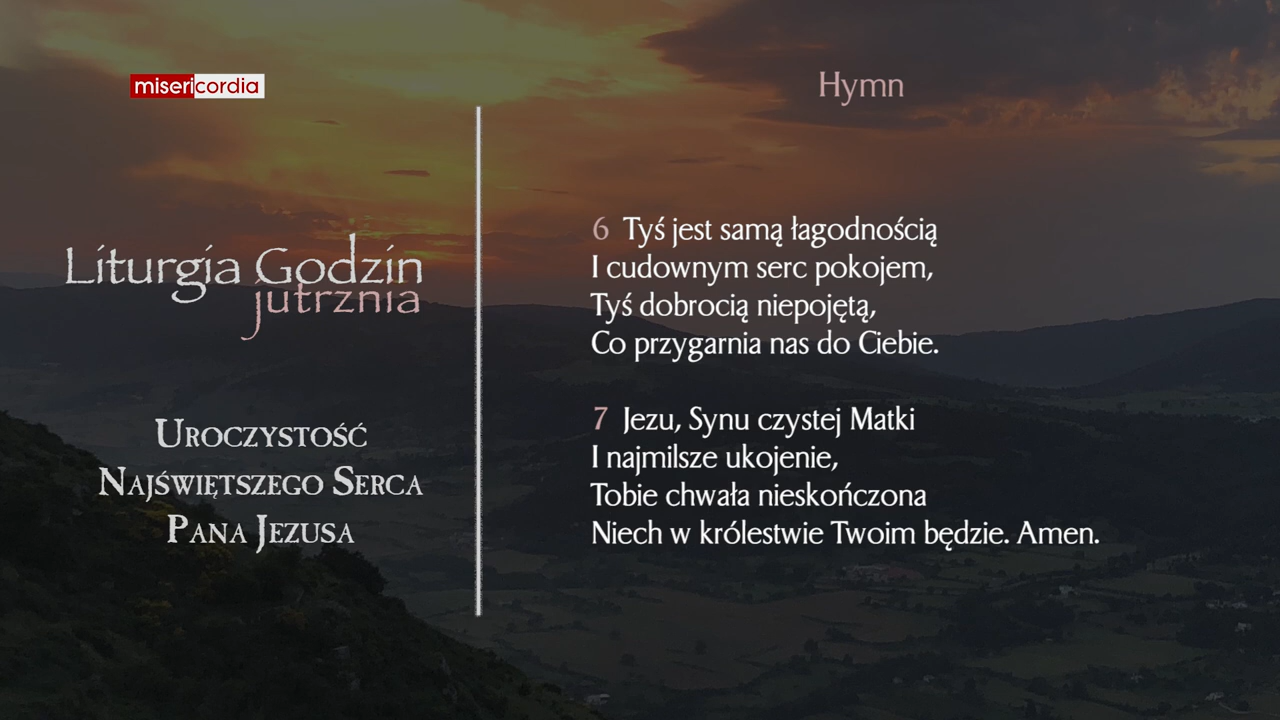 misericordia
Liturgia Godzin
jutrznia
Uroczystość
Najświętszego Serca
Pana Jezusa
Hymn
6 Tyś jest samą łagodnością
I cudownym serc pokojem,
Tyś dobrocią niepojętą,
Co przygarnia nas do Ciebie.
7 Jezu, Synu czystej Matki
I najmilsze ukojenie,
Tobie chwała nieskończona
Niech w królestwie Twoim będzie. Amen.